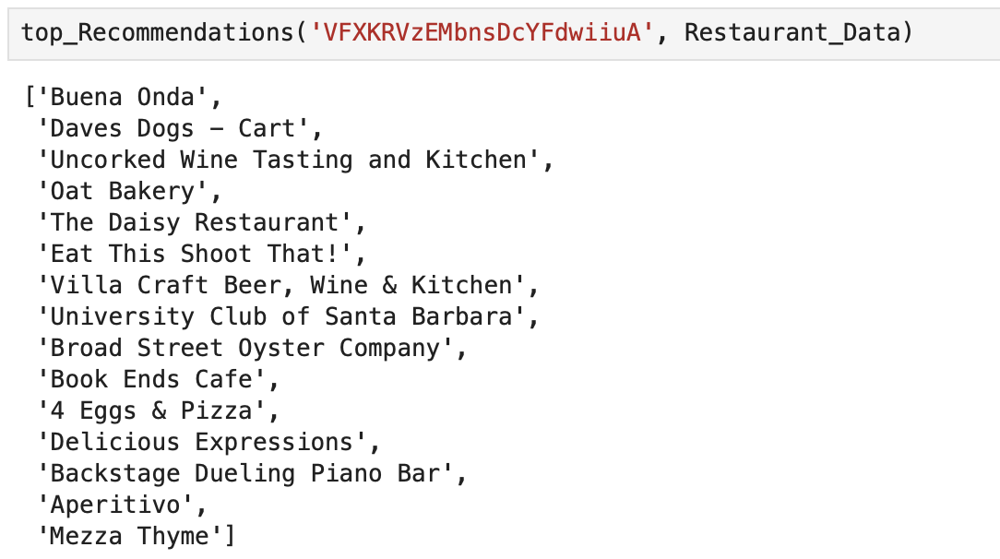 top_Recommendations('VFXKRVzEMbnsDcYFdwiiuA', Restaurant_Data)
['Buena Onda',
'Daves Dogs – Cart',
'Uncorked Wine Tasting and Kitchen',
'Oat Bakery',
'The Daisy Restaurant',
'Eat This Shoot That!',
'Villa Craft Beer, Wine & Kitchen',
'University Club of Santa Barbara',
'Broad Street Oyster Company',
'Book Ends Cafe',
'4 Eggs & Pizza',
'Delicious Expressions',
'Backstage Dueling Piano Bar',
'Aperitivo',
'Mezza Thyme']